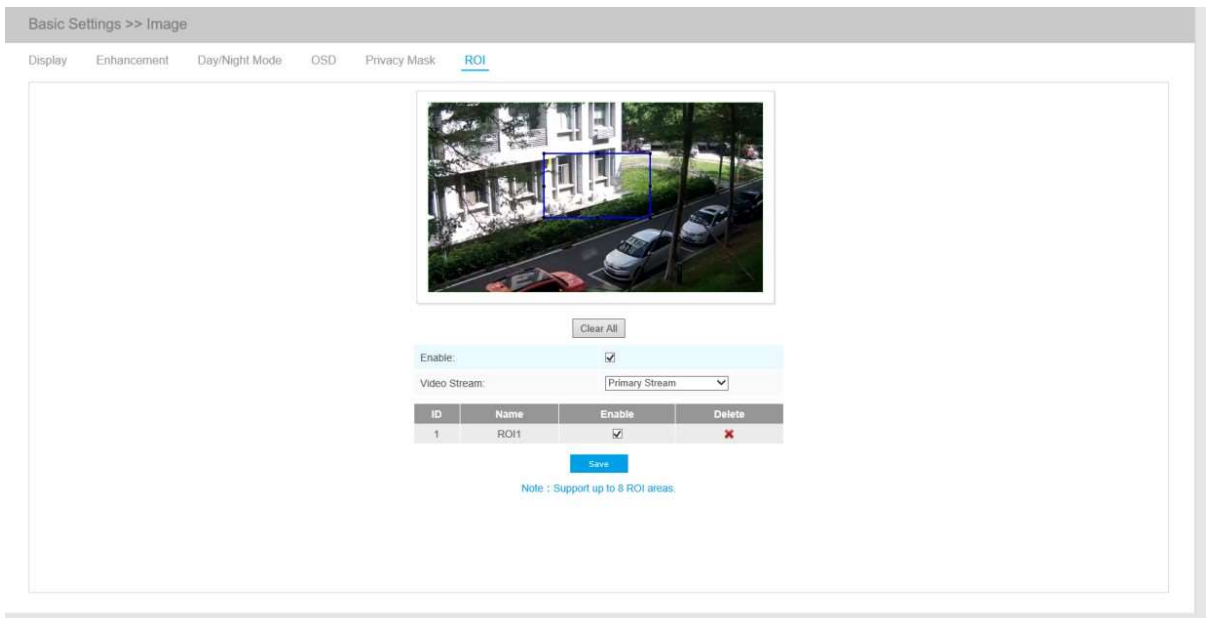 Basic Settings >> Image
Display Enhancement Day/Night Mode OSD Privacy Mask ROI
Clear All
Enable:
Video Stream: Primary Stream
ID Name Enable Delete
1 ROI1
Save
Note : Support up to 8 ROI areas.